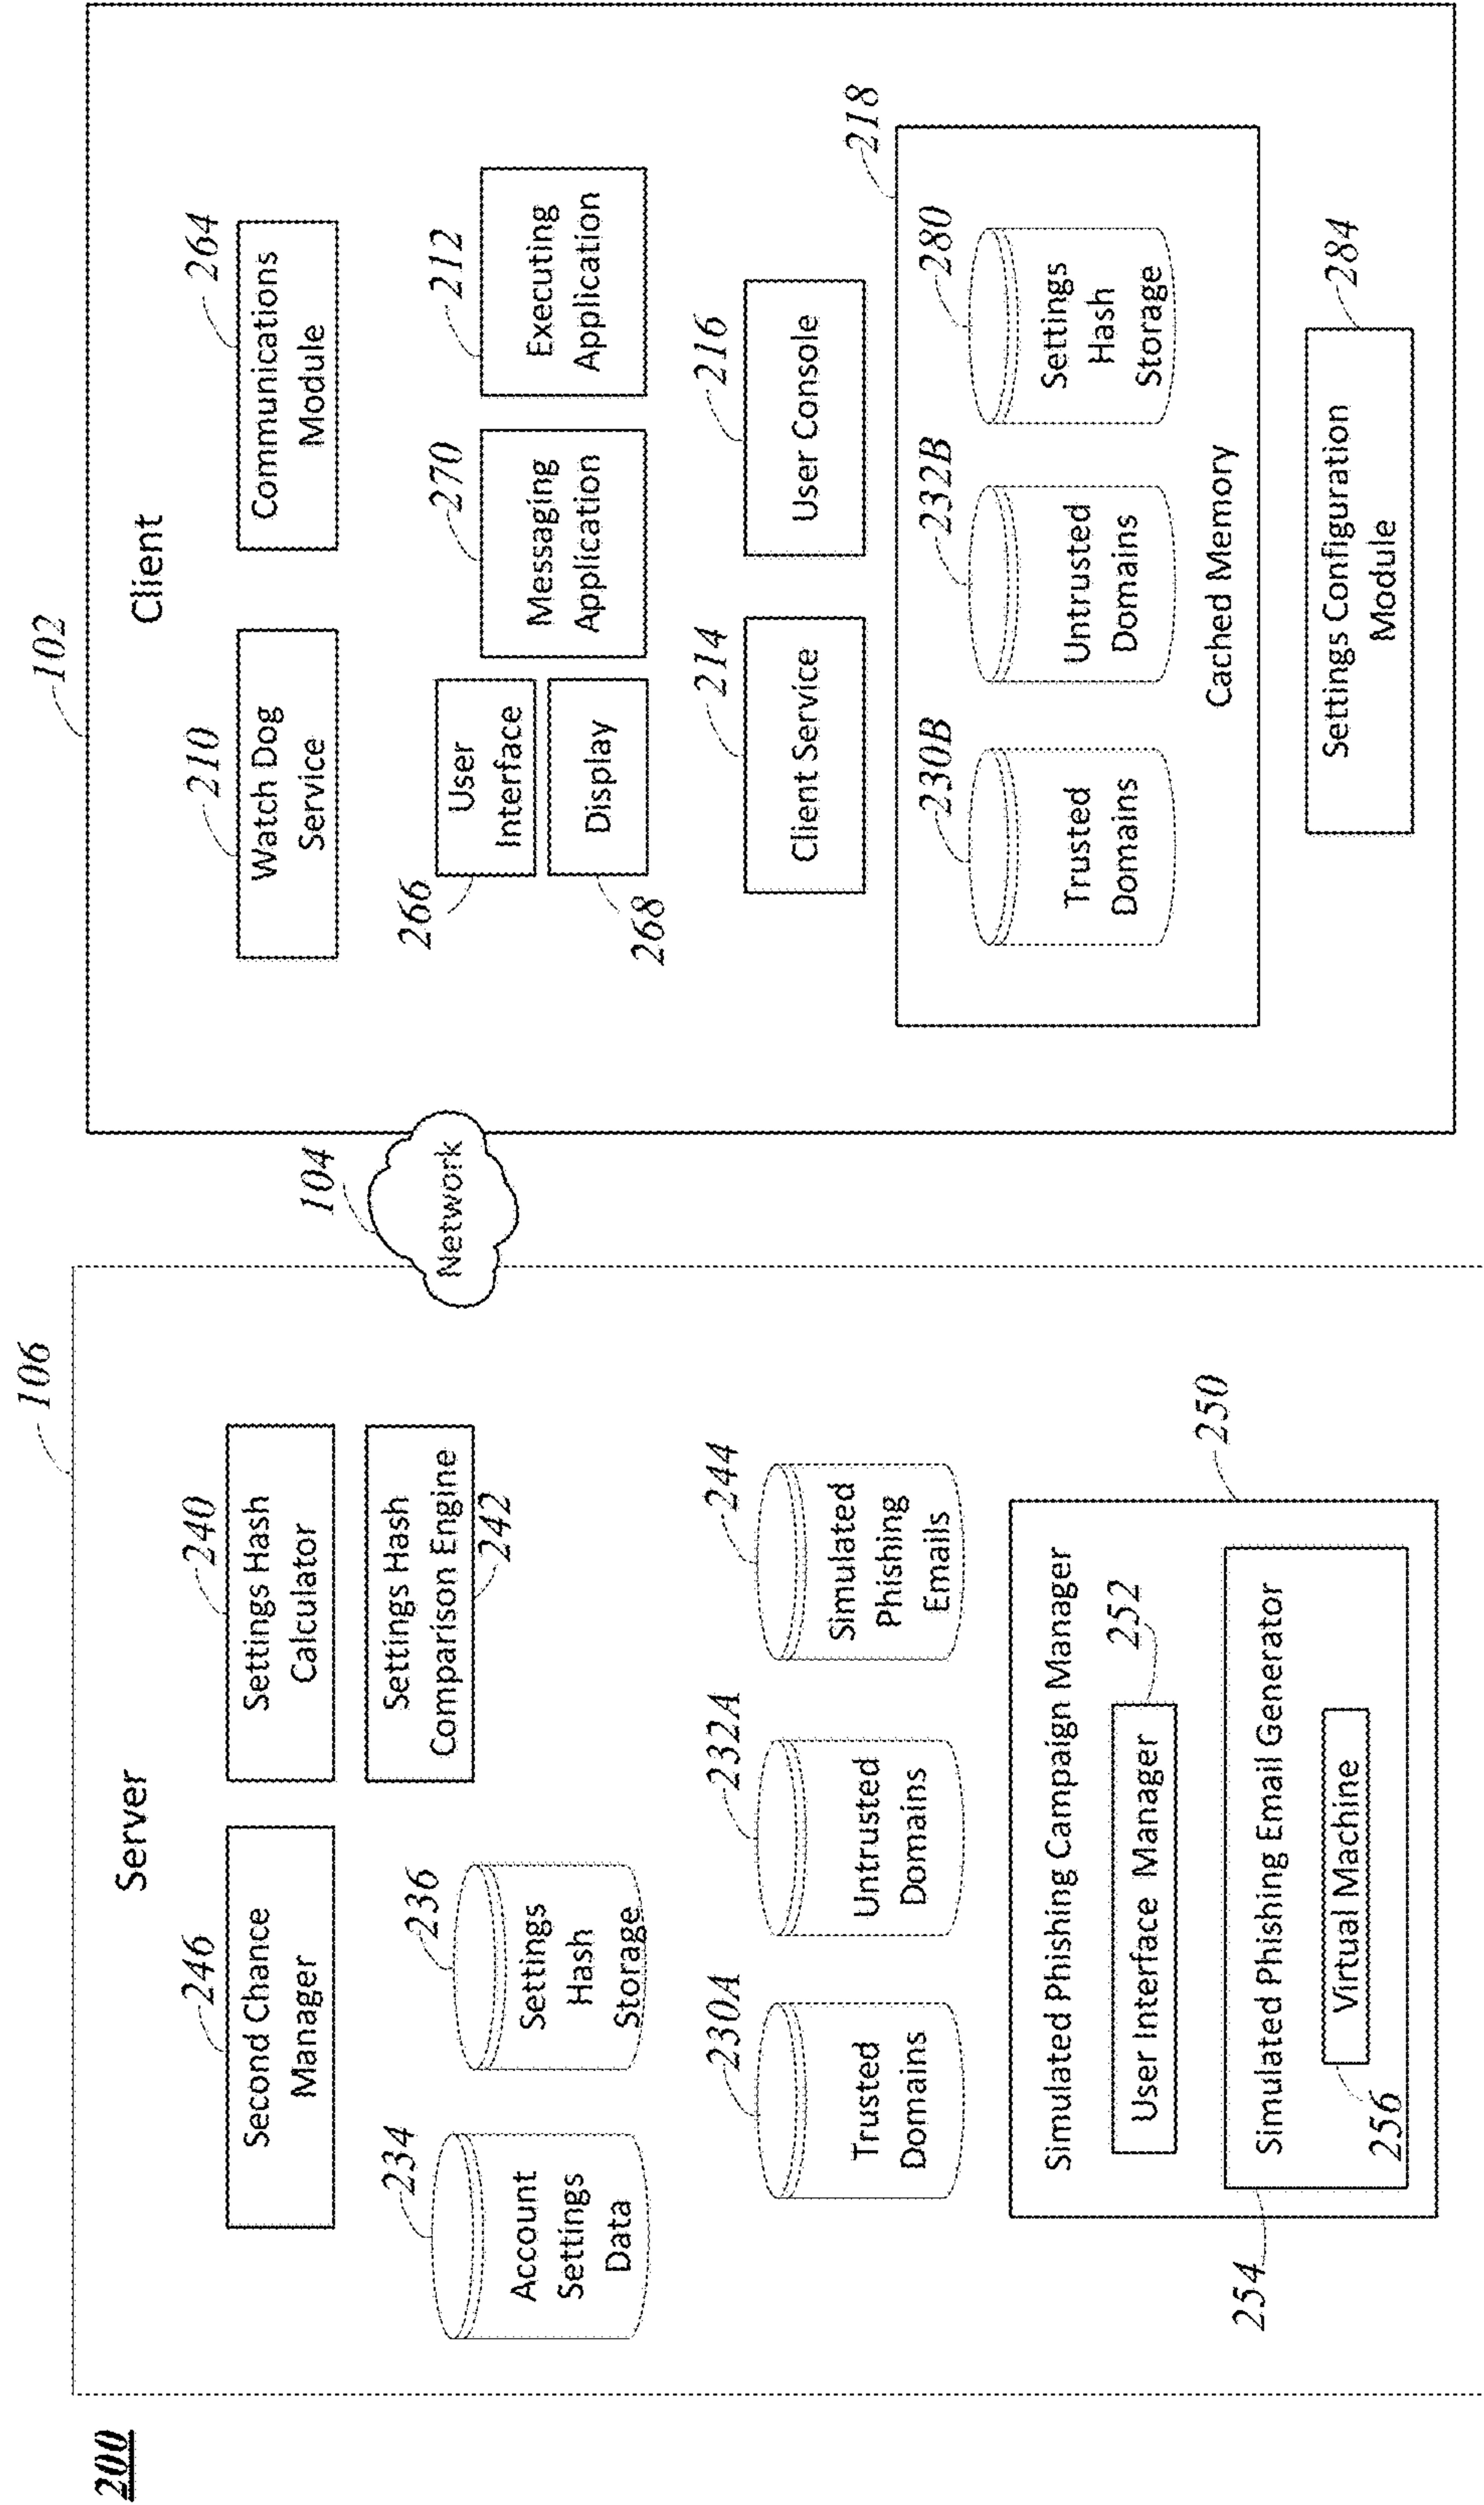 200
106
Server
246
Second Chance
Manager
240
Settings Hash
Calculator
Settings Hash
Comparison Engine
242
234
Account
Settings
Data
236
Settings
Hash
Storage
230A
Trusted
Domains
232A
Untrusted
Domains
244
Simulated
Phishing
Emails
250
Simulated Phishing Campaign Manager
252
User Interface Manager
254
Simulated Phishing Email Generator
256
Virtual Machine
104
Network
102
Client
210
Watch Dog
Service
264
Communications
Module
266
User
Interface
Display
268
270
Messaging
Application
212
Executing
Application
214
Client Service
216
User Console
218
230B
Trusted
Domains
232B
Untrusted
Domains
280
Settings
Hash
Storage
Cached Memory
284
Settings Configuration
Module